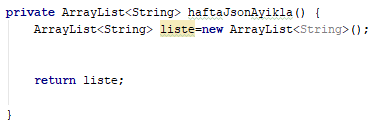 private ArrayList<String> haftaJsonAyikla() {
ArrayList<String> liste=new ArrayList<String>();
return liste;
}